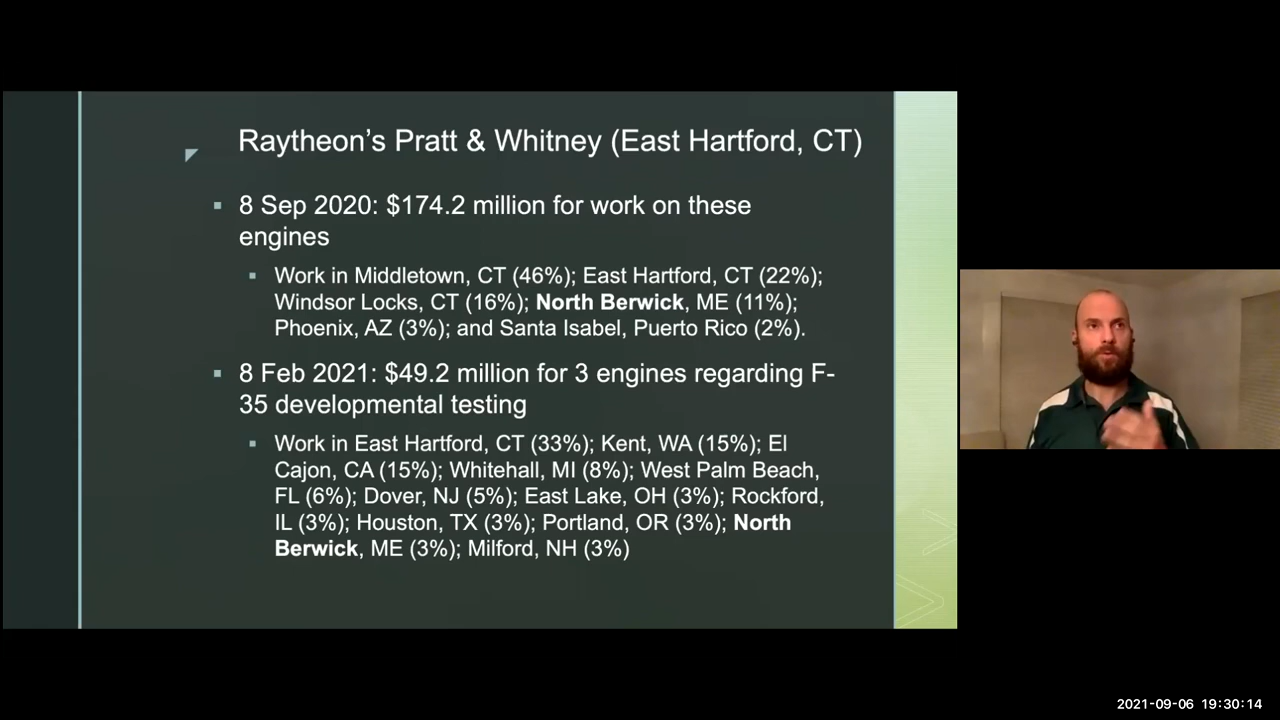 Raytheon’s Pratt & Whitney (East Hartford, CT)
▪ 8 Sep 2020: $174.2 million for work on these
engines
▪ Work in Middletown, CT (46%); East Hartford, CT (22%);
Windsor Locks, CT (16%); North Berwick, ME (11%);
Phoenix, AZ (3%); and Santa Isabel, Puerto Rico (2%).
▪ 8 Feb 2021: $49.2 million for 3 engines regarding F-
35 developmental testing
▪ Work in East Hartford, CT (33%); Kent, WA (15%); El
Cajon, CA (15%); Whitehall, MI (8%); West Palm Beach,
FL (6%); Dover, NJ (5%); East Lake, OH (3%); Rockford,
IL (3%); Houston, TX (3%); Portland, OR (3%); North
Berwick, ME (3%); Milford, NH (3%)
2021-09-06 19:30:14